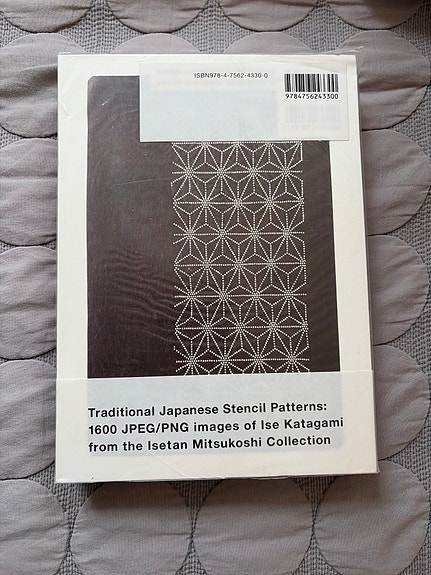 ISBN978-4-7562-4330-0
9784756243300
Traditional Japanese Stencil Patterns:
1600 JPEG/PNG images of Ise Katagami
from the Isetan Mitsukoshi Collection